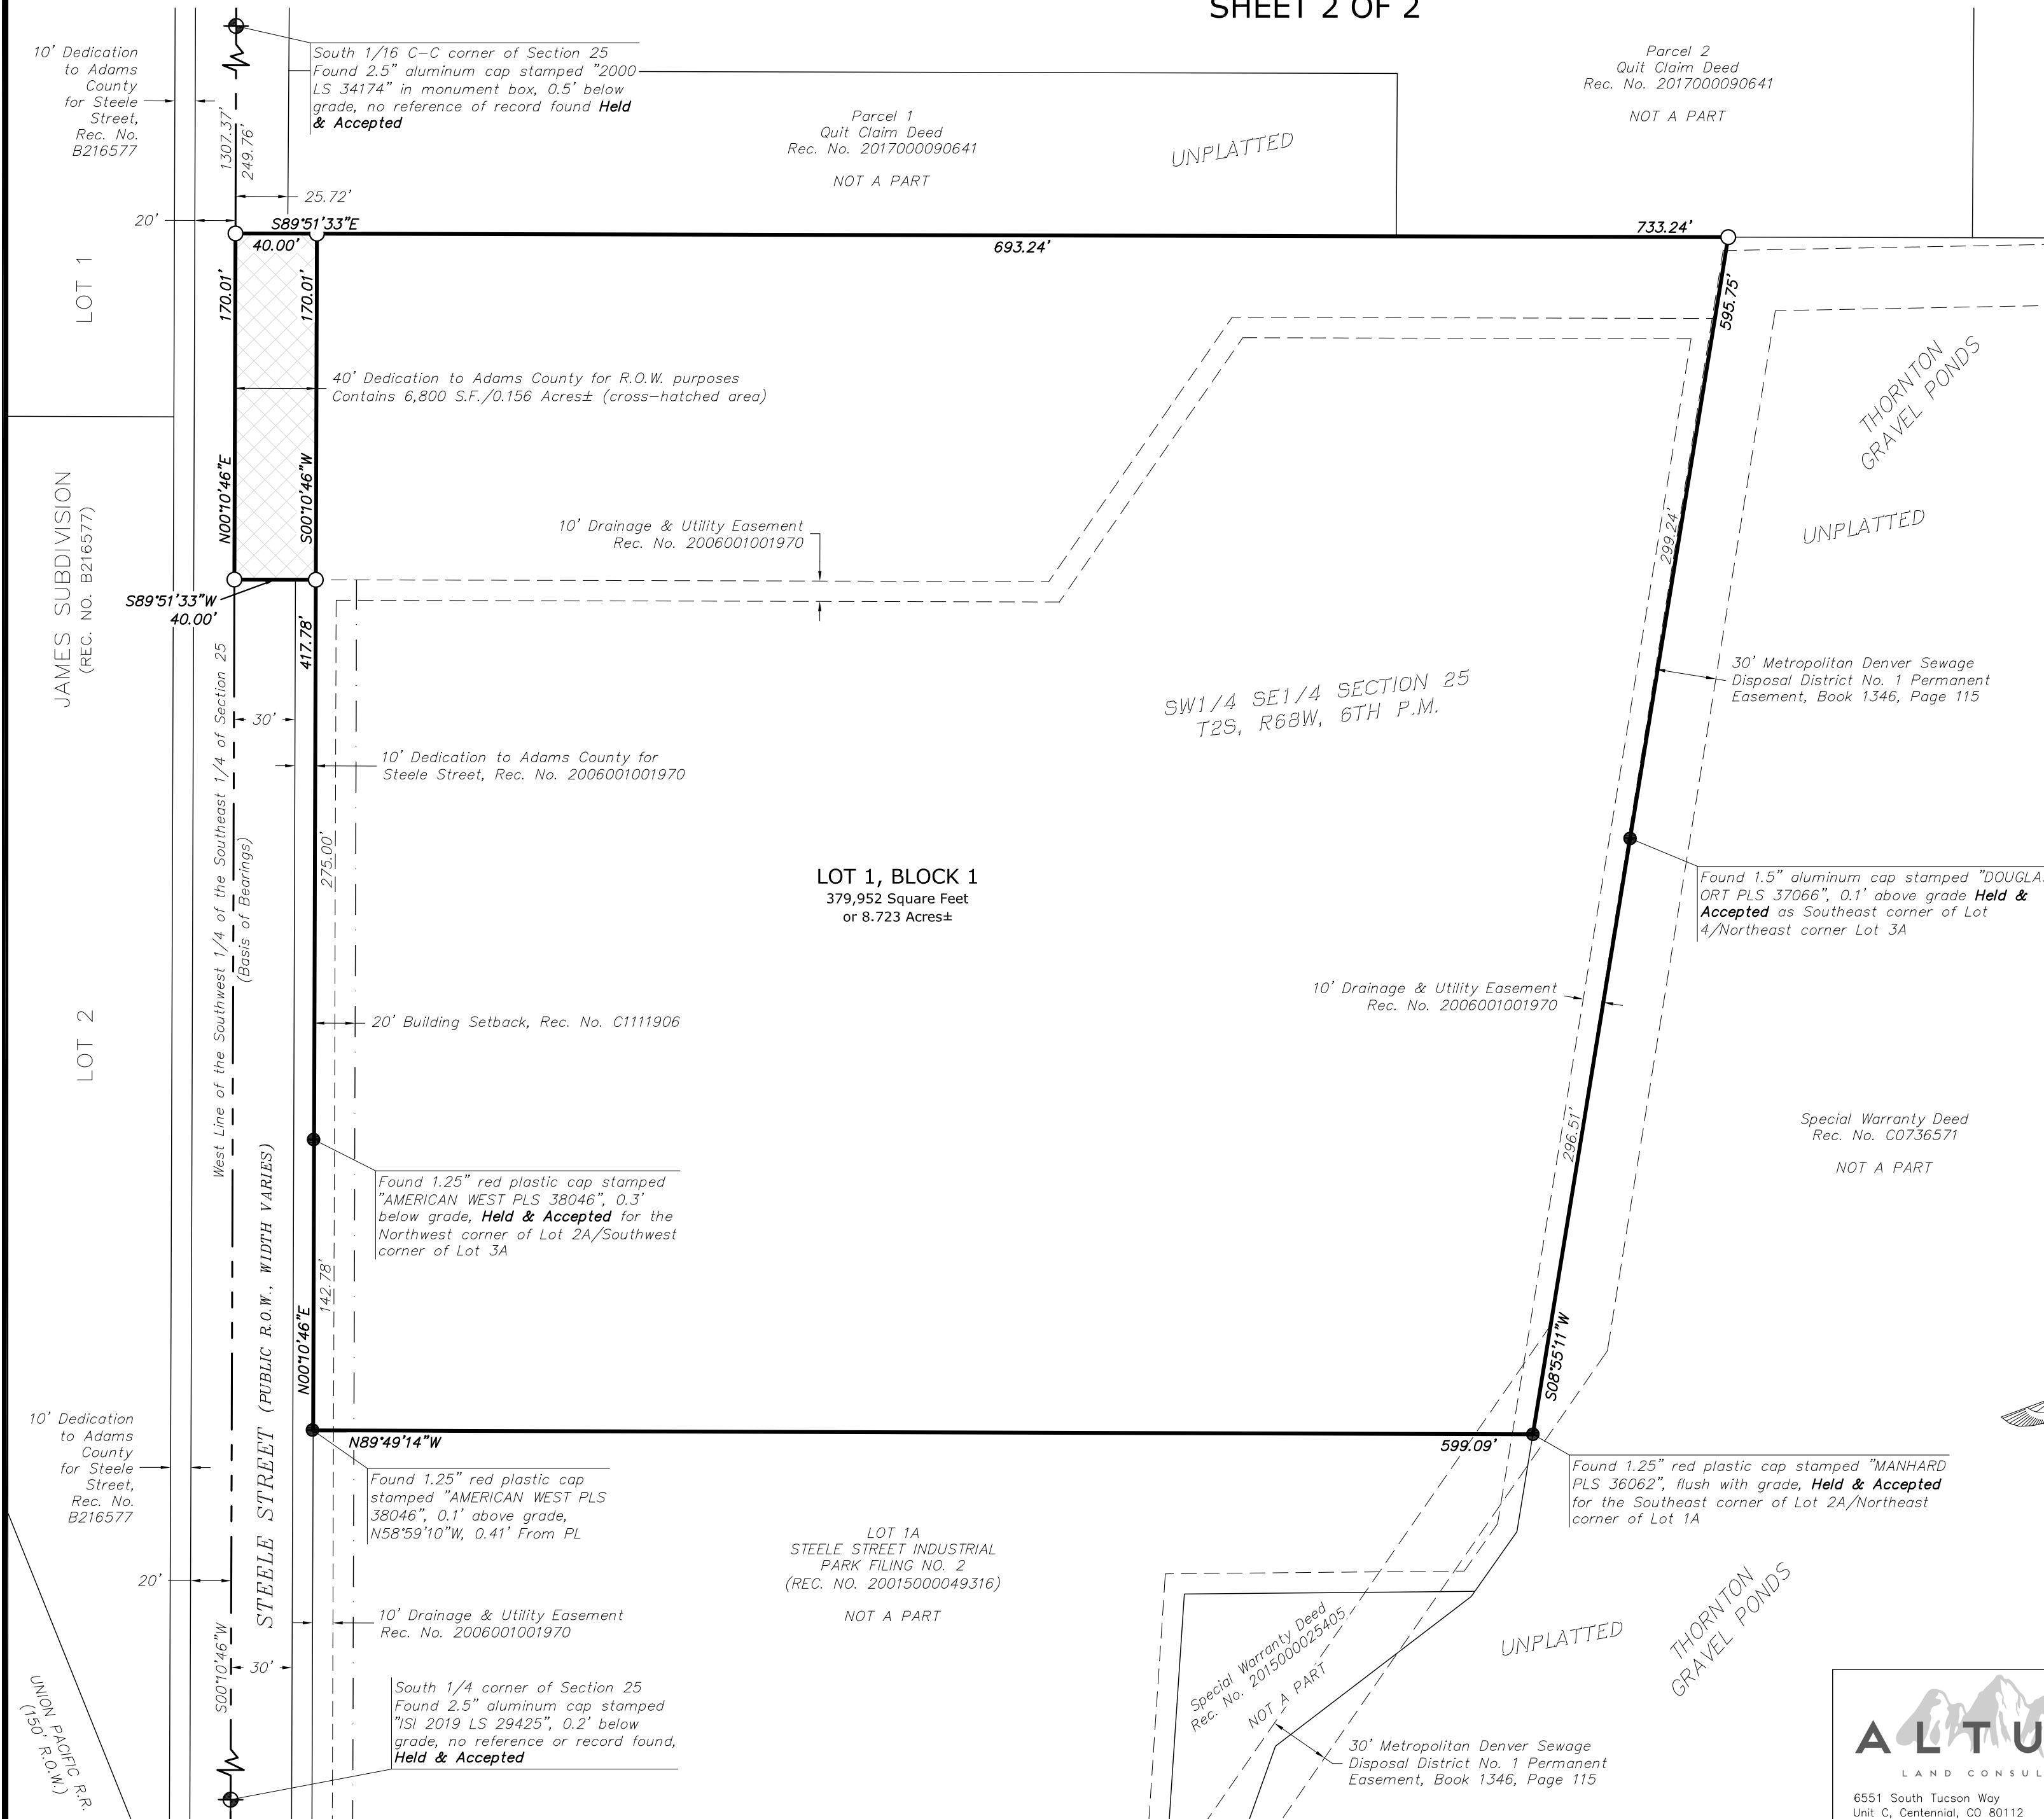 SHEET 2 OF 2
10' Dedication
to Adams
County
for Steele
Street,
Rec. No.
B216577
South 1/16 C-C corner of Section 25
Found 2.5" aluminum cap stamped "2000
LS 34174" in monument box, 0.5' below
grade, no reference of record found Held
& Accepted
Parcel 1
Quit Claim Deed
Rec. No. 2017000090641
NOT A PART
UNPLATTED
Parcel 2
Quit Claim Deed
Rec. No. 2017000090641
NOT A PART
1307.37'
249.76'
25.72'
20'
S89°51'33"E
40.00'
693.24'
733.24'
LOT 1
170.01'
170.01'
595.75'
THORNTON
GRAVEL PONDS
40' Dedication to Adams County for R.O.W. purposes
Contains 6,800 S.F./0.156 Acres± (cross-hatched area)
N00°10'46"E
S00°10'46"W
JAMES SUBDIVISION
(REC. NO. B216577)
10' Drainage & Utility Easement
Rec. No. 2006001001970
299.24'
UNPLATTED
S89°51'33"W
40.00'
417.78'
West Line of the Southwest 1/4 of the Southeast 1/4 of Section 25
(Basis of Bearings)
30'
SW1/4 SE1/4 SECTION 25
T2S, R68W, 6TH P.M.
30' Metropolitan Denver Sewage
Disposal District No. 1 Permanent
Easement, Book 1346, Page 115
10' Dedication to Adams County for
Steele Street, Rec. No. 2006001001970
275.00'
LOT 1, BLOCK 1
379,952 Square Feet
or 8.723 Acres±
Found 1.5" aluminum cap stamped "DOUGLA
ORT PLS 37066", 0.1' above grade Held &
Accepted as Southeast corner of Lot
4/Northeast corner Lot 3A
LOT 2
20' Building Setback, Rec. No. C1111906
10' Drainage & Utility Easement
Rec. No. 2006001001970
296.51'
Special Warranty Deed
Rec. No. C0736571
NOT A PART
STEELE STREET (PUBLIC R.O.W., WIDTH VARIES)
Found 1.25" red plastic cap stamped
"AMERICAN WEST PLS 38046", 0.3'
below grade, Held & Accepted for the
Northwest corner of Lot 2A/Southwest
corner of Lot 3A
142.78'
N00°10'46"E
S08°55'11"W
N89°49'14"W
599.09'
10' Dedication
to Adams
County
for Steele
Street,
Rec. No.
B216577
Found 1.25" red plastic cap
stamped "AMERICAN WEST PLS
38046", 0.1' above grade,
N58°59'10"W, 0.41' From PL
Found 1.25" red plastic cap stamped "MANHARD
PLS 36062", flush with grade, Held & Accepted
for the Southeast corner of Lot 2A/Northeast
corner of Lot 1A
LOT 1A
STEELE STREET INDUSTRIAL
PARK FILING NO. 2
(REC. NO. 20015000049316)
NOT A PART
20'
10' Drainage & Utility Easement
Rec. No. 2006001001970
S00°10'46"W
30'
Special Warranty Deed
Rec. No. 2015000025405
NOT A PART
UNPLATTED
THORNTON
GRAVEL PONDS
UNION PACIFIC R.R.
(150' R.O.W.)
South 1/4 corner of Section 25
Found 2.5" aluminum cap stamped
"ISI 2019 LS 29425", 0.2' below
grade, no reference or record found,
Held & Accepted
30' Metropolitan Denver Sewage
Disposal District No. 1 Permanent
Easement, Book 1346, Page 115
ALTU
LAND CONSUL
6551 South Tucson Way
Unit C, Centennial, CO 80112